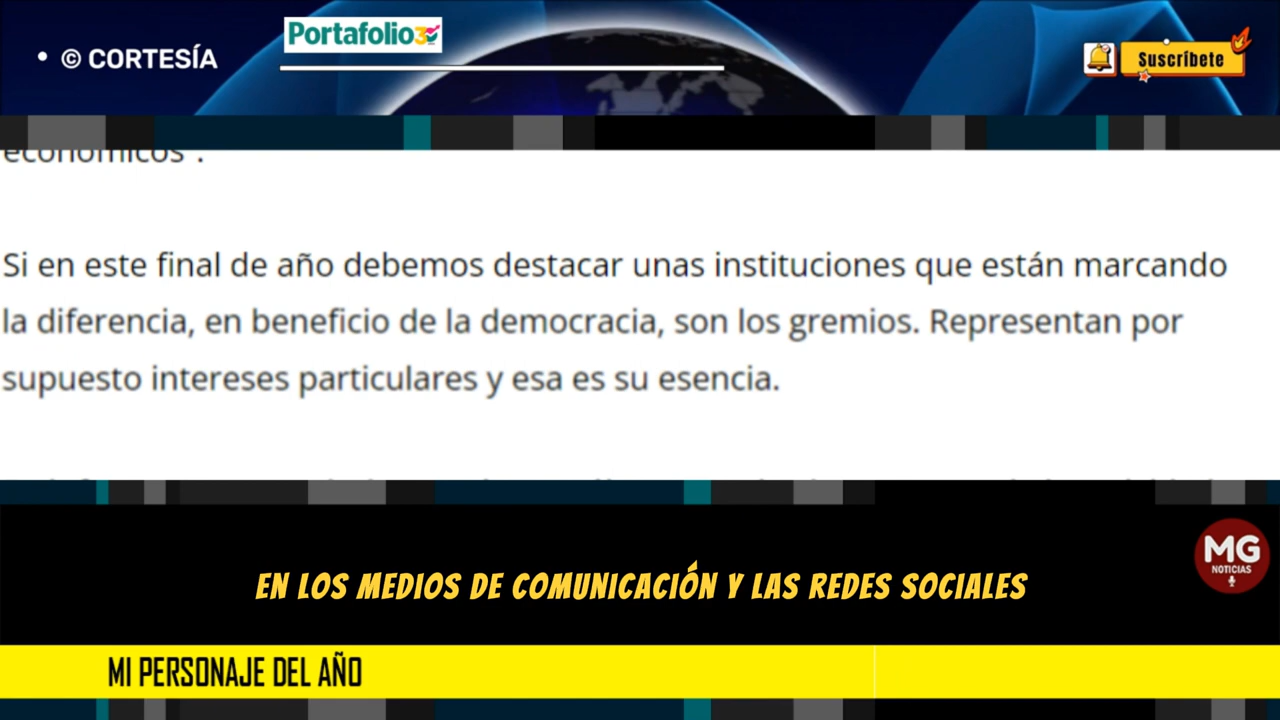 • © CORTESÍA
Portafolio
Suscríbete
económicos".
Si en este final de año debemos destacar unas instituciones que están marcando
la diferencia, en beneficio de la democracia, son los gremios. Representan por
supuesto intereses particulares y esa es su esencia.
EN LOS MEDIOS DE COMUNICACIÓN Y LAS REDES SOCIALES
MG
NOTICIAS
MI PERSONAJE DEL AÑO